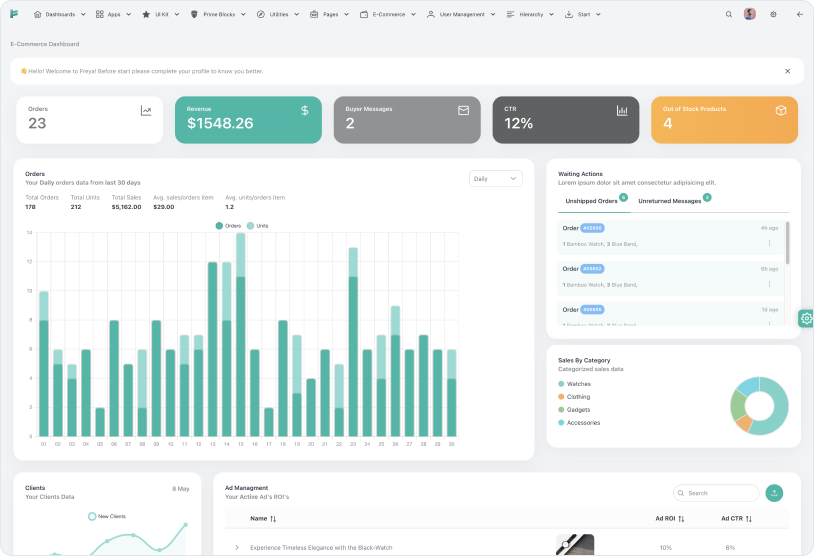 Dashboards Apps UI Kit Prime Blocks Utilities Pages E-Commerce User Management Hierarchy Start
E-Commerce Dashboard
👋Hello! Welcome to Freya! Before start please complete your profile to know you better.
Orders
23
Revenue
$1548.26
Buyer Messages
2
CTR
12%
Out of Stock Products
4
Orders
Your Daily orders data from last 30 days
Daily
Total Orders Total Units Total Sales Avg. sales/orders item Avg. units/orders item
178 212 $5,162.00 $29.00 1.2
Orders Units
13
12
10
8
6
4
2
0
01 02 03 04 05 06 07 08 09 10 11 12 13 14 15 16 17 18 19 20 21 22 23 24 25 26 27 28 29 30
Waiting Actions
Lorem ipsum dolor sit amet consectetur adipisicing elit.
Unshipped Orders Unreturned Messages
Order
4h ago
1 Bamboo Watch, 3 Blue Band,
Order
6h ago
1 Bamboo Watch, 3 Blue Band,
Order
1d ago
1 Bamboo Watch, 3 Blue Band,
Sales By Category
Categorized sales data
Watches
Clothing
Gadgets
Accessories
Clients
8 May
Your Clients Data
New Clients
Ad Managment
Your Active Ad's ROI's
Search
Name Ad ROI Ad CTR
Experience Timeless Elegance with the Black-Watch 10% 6%